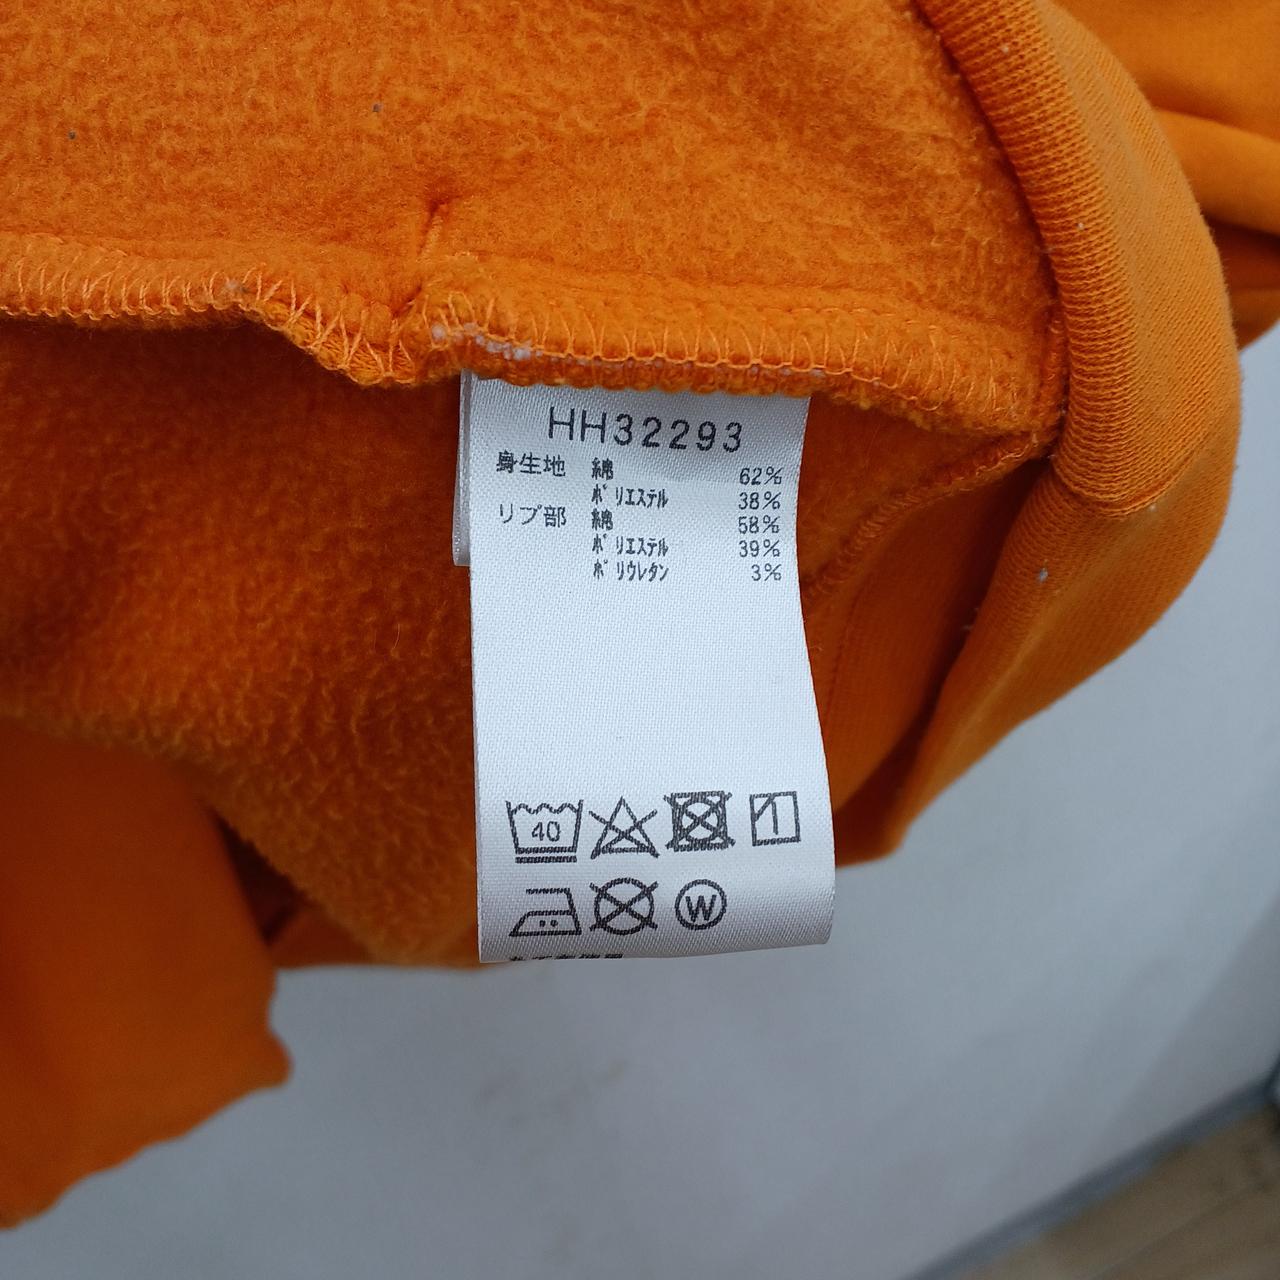 HH32293
身生地 綿 62%
ポリエステル 38%
リブ部 綿 58%
ポリエステル 39%
ポリウレタン 3%
40
W